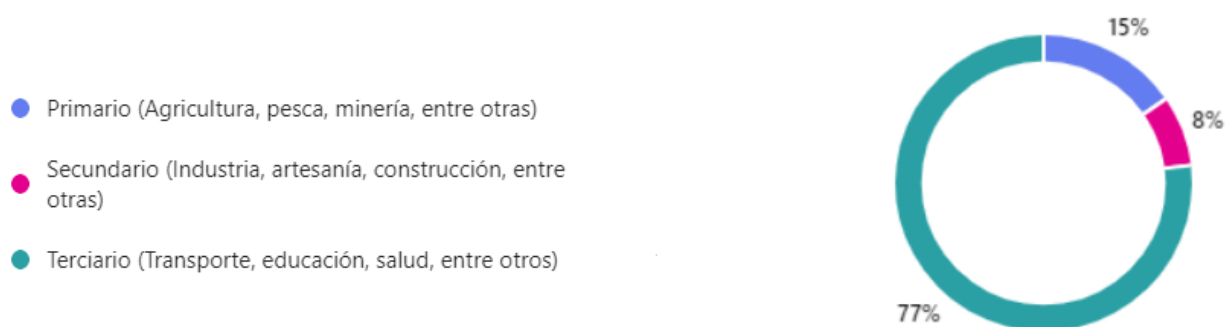 15%
Primario (Agricultura, pesca, minería, entre otras)
8%
Secundario (Industria, artesanía, construcción, entre
otras)
Terciario (Transporte, educación, salud, entre otros)
77%